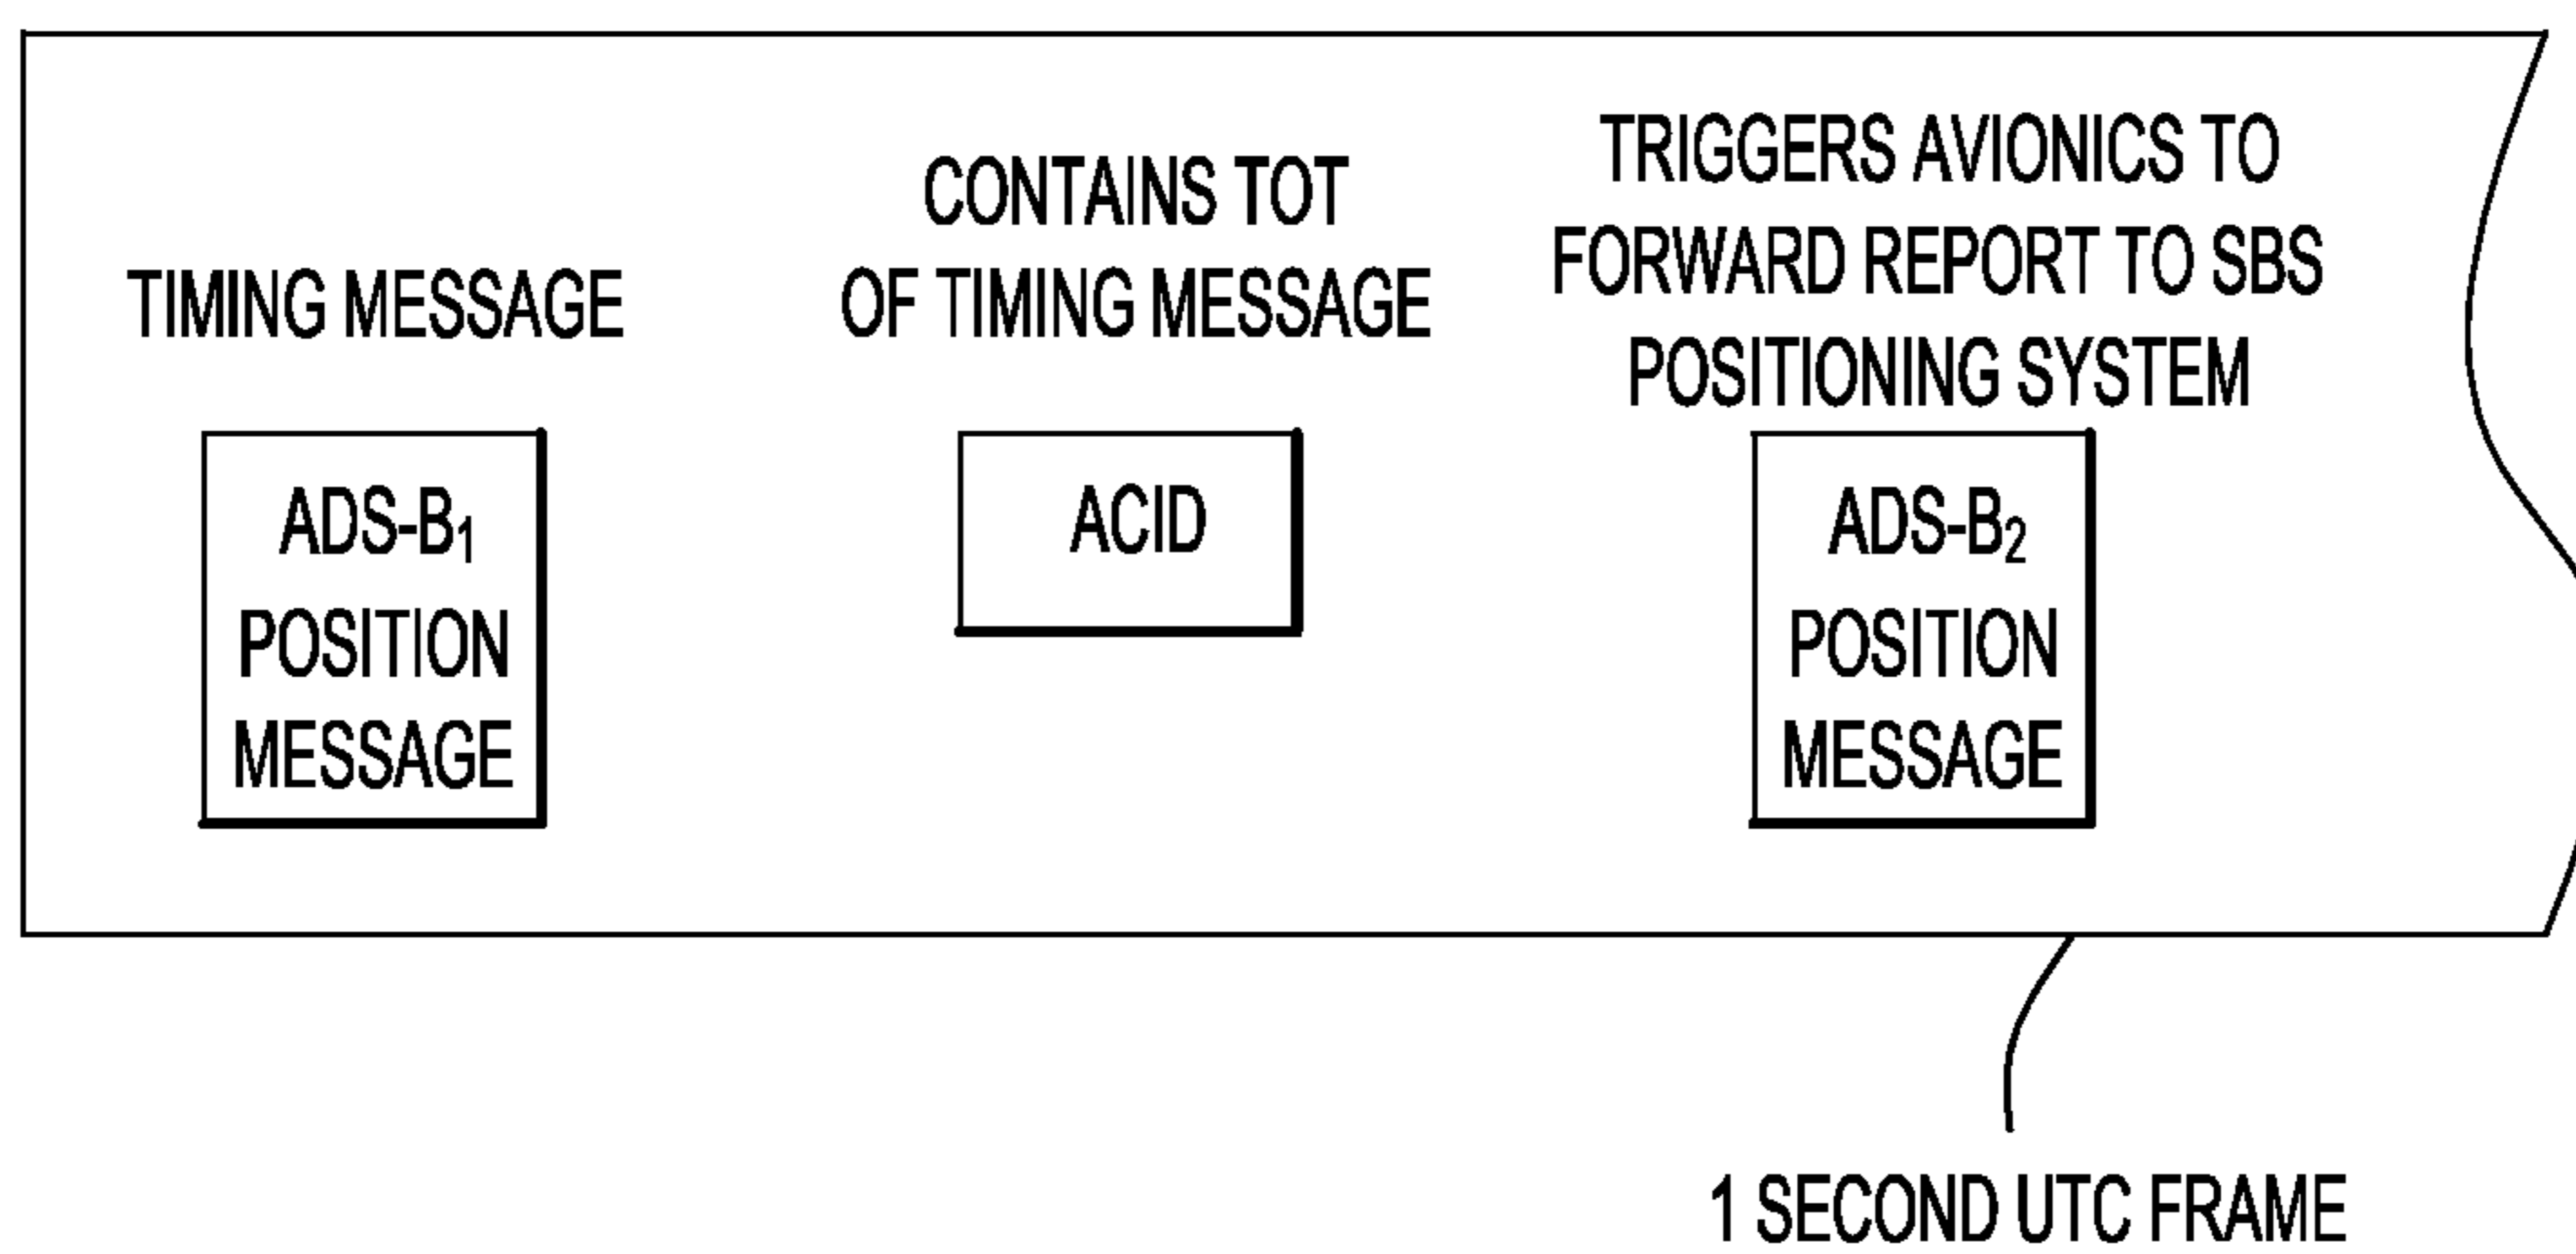 TIMING MESSAGE
ADS-B₁
POSITION
MESSAGE
CONTAINS TOT
OF TIMING MESSAGE
ACID
TRIGGERS AVIONICS TO
FORWARD REPORT TO SBS
POSITIONING SYSTEM
ADS-B₂
POSITION
MESSAGE
1 SECOND UTC FRAME